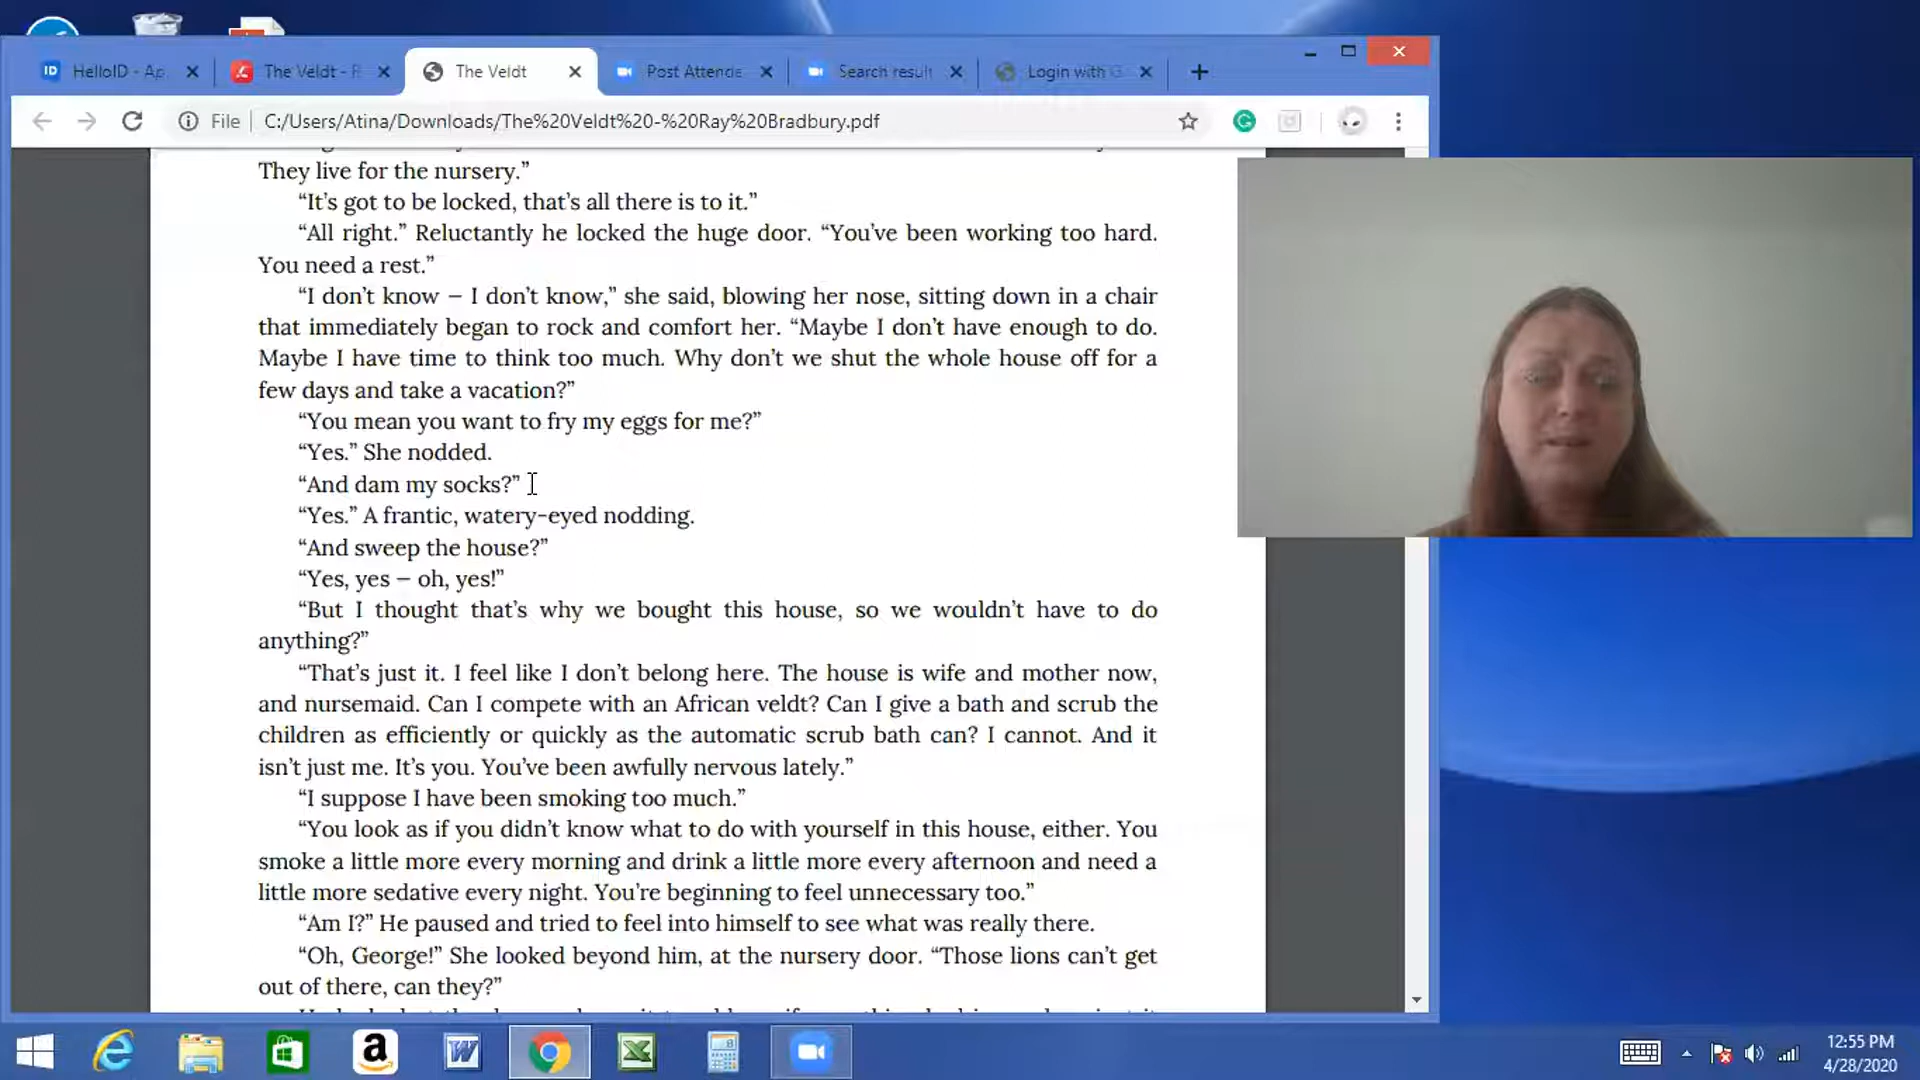 HelloID - Ap
The Veldt - R
The Veldt
Post Attende
Search result
Login with G
File
C:/Users/Atina/Downloads/The%20Veldt%20-%20Ray%20Bradbury.pdf
They live for the nursery.”
“It’s got to be locked, that’s all there is to it.”
“All right.” Reluctantly he locked the huge door. “You’ve been working too hard.
You need a rest.”
“I don’t know – I don’t know,” she said, blowing her nose, sitting down in a chair
that immediately began to rock and comfort her. “Maybe I don’t have enough to do.
Maybe I have time to think too much. Why don’t we shut the whole house off for a
few days and take a vacation?”
“You mean you want to fry my eggs for me?”
“Yes.” She nodded.
“And dam my socks?”
“Yes.” A frantic, watery-eyed nodding.
“And sweep the house?”
“Yes, yes – oh, yes!”
“But I thought that’s why we bought this house, so we wouldn’t have to do
anything?”
“That’s just it. I feel like I don’t belong here. The house is wife and mother now,
and nursemaid. Can I compete with an African veldt? Can I give a bath and scrub the
children as efficiently or quickly as the automatic scrub bath can? I cannot. And it
isn’t just me. It’s you. You’ve been awfully nervous lately.”
“I suppose I have been smoking too much.”
“You look as if you didn’t know what to do with yourself in this house, either. You
smoke a little more every morning and drink a little more every afternoon and need a
little more sedative every night. You’re beginning to feel unnecessary too.”
“Am I?” He paused and tried to feel into himself to see what was really there.
“Oh, George!” She looked beyond him, at the nursery door. “Those lions can’t get
out of there, can they?”
12:55 PM
4/28/2020